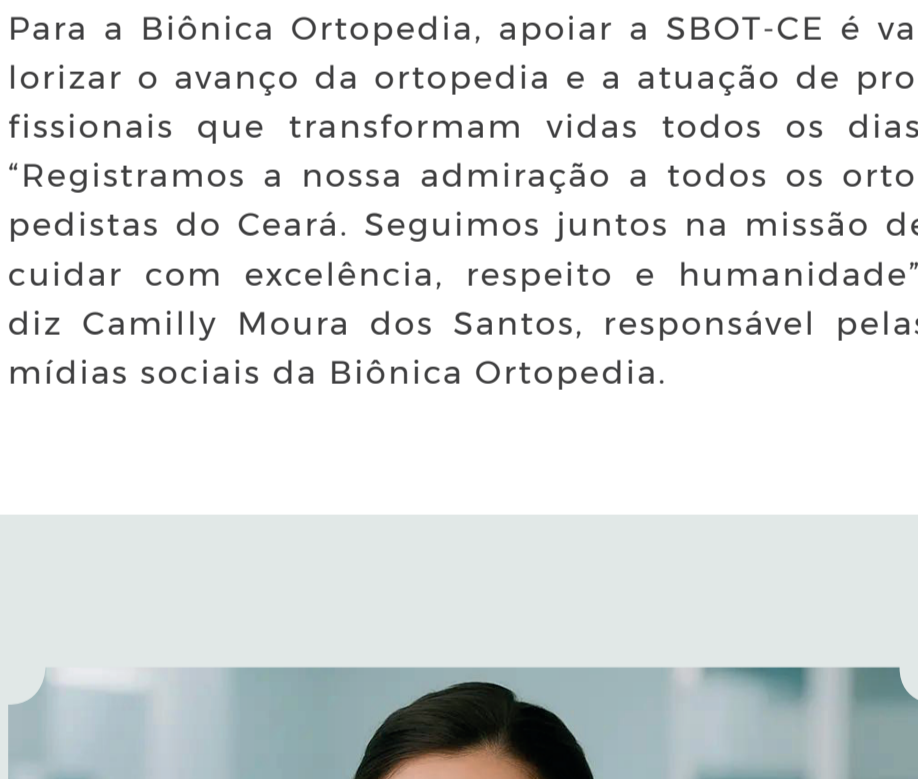 Para a Biônica Ortopedia, apoiar a SBOT-CE é va
lorizar o avanço da ortopedia e a atuação de pro
fissionais que transformam vidas todos os dias
“Registramos a nossa admiração a todos os orto
pedistas do Ceará. Seguimos juntos na missão de
cuidar com excelência, respeito e humanidade”
diz Camilly Moura dos Santos, responsável pelas
mídias sociais da Biônica Ortopedia.